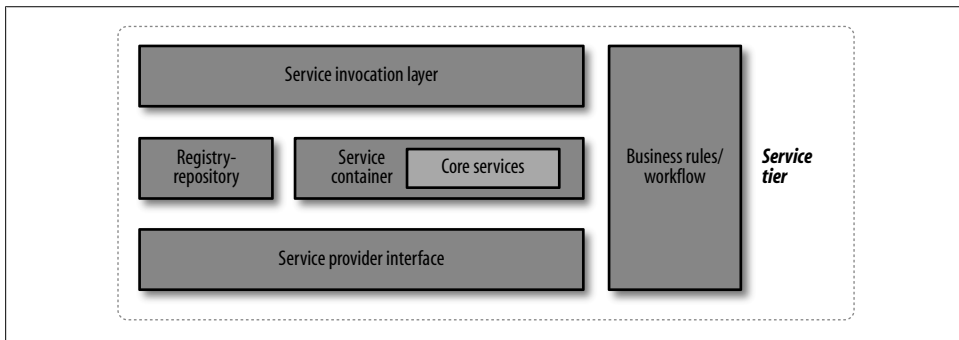 Service invocation layer
Registry-
repository
Service
container
Core services
Business rules/
workflow
Service
tier
Service provider interface